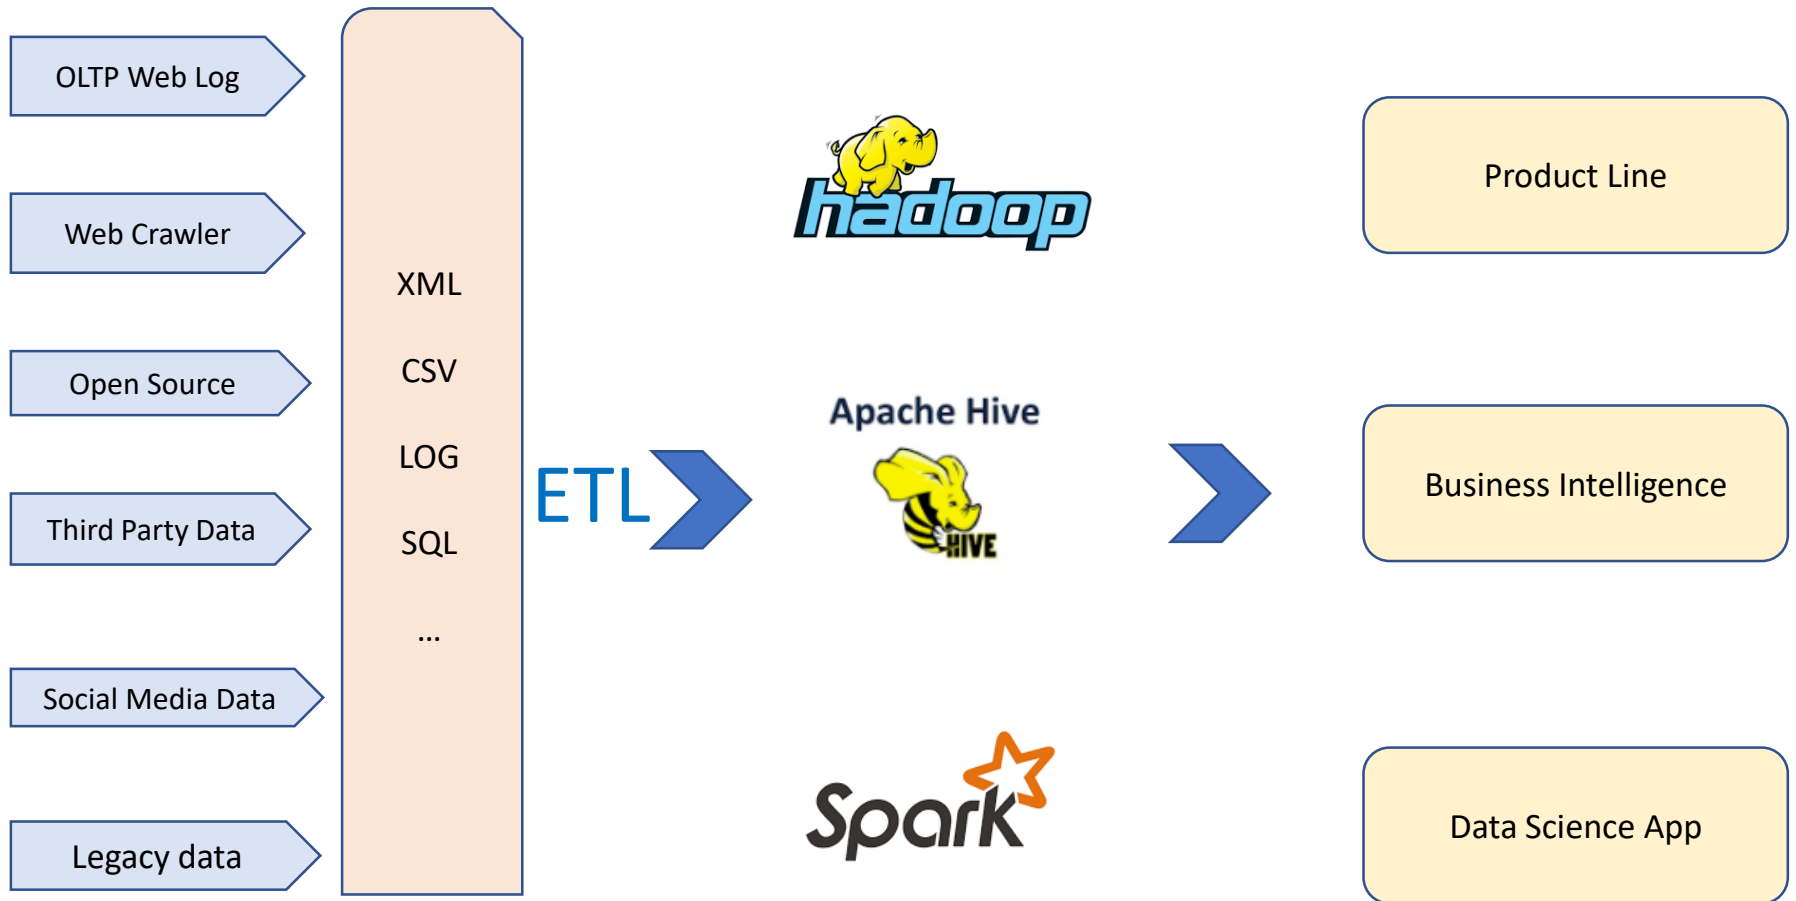 OLTP Web Log
Web Crawler
Open Source
Third Party Data
Social Media Data
Legacy data
XML
CSV
LOG
SQL
...
ETL
hadoop
Apache Hive
HIVE
Spark
Product Line
Business Intelligence
Data Science App